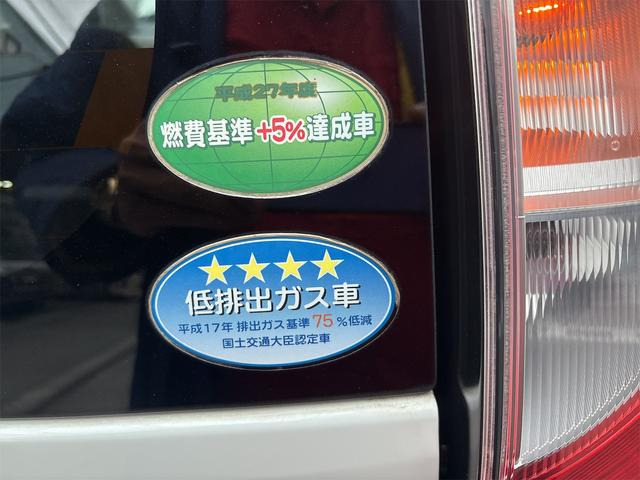 平成27年度
燃費基準+5%達成車
低排出ガス車
平成17年 排出ガス基準75%低減
国土交通大臣認定車